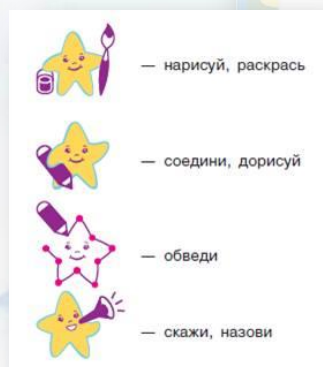 — нарисуй, раскрась
— соедини, дорисуй
— обведи
— скажи, назови